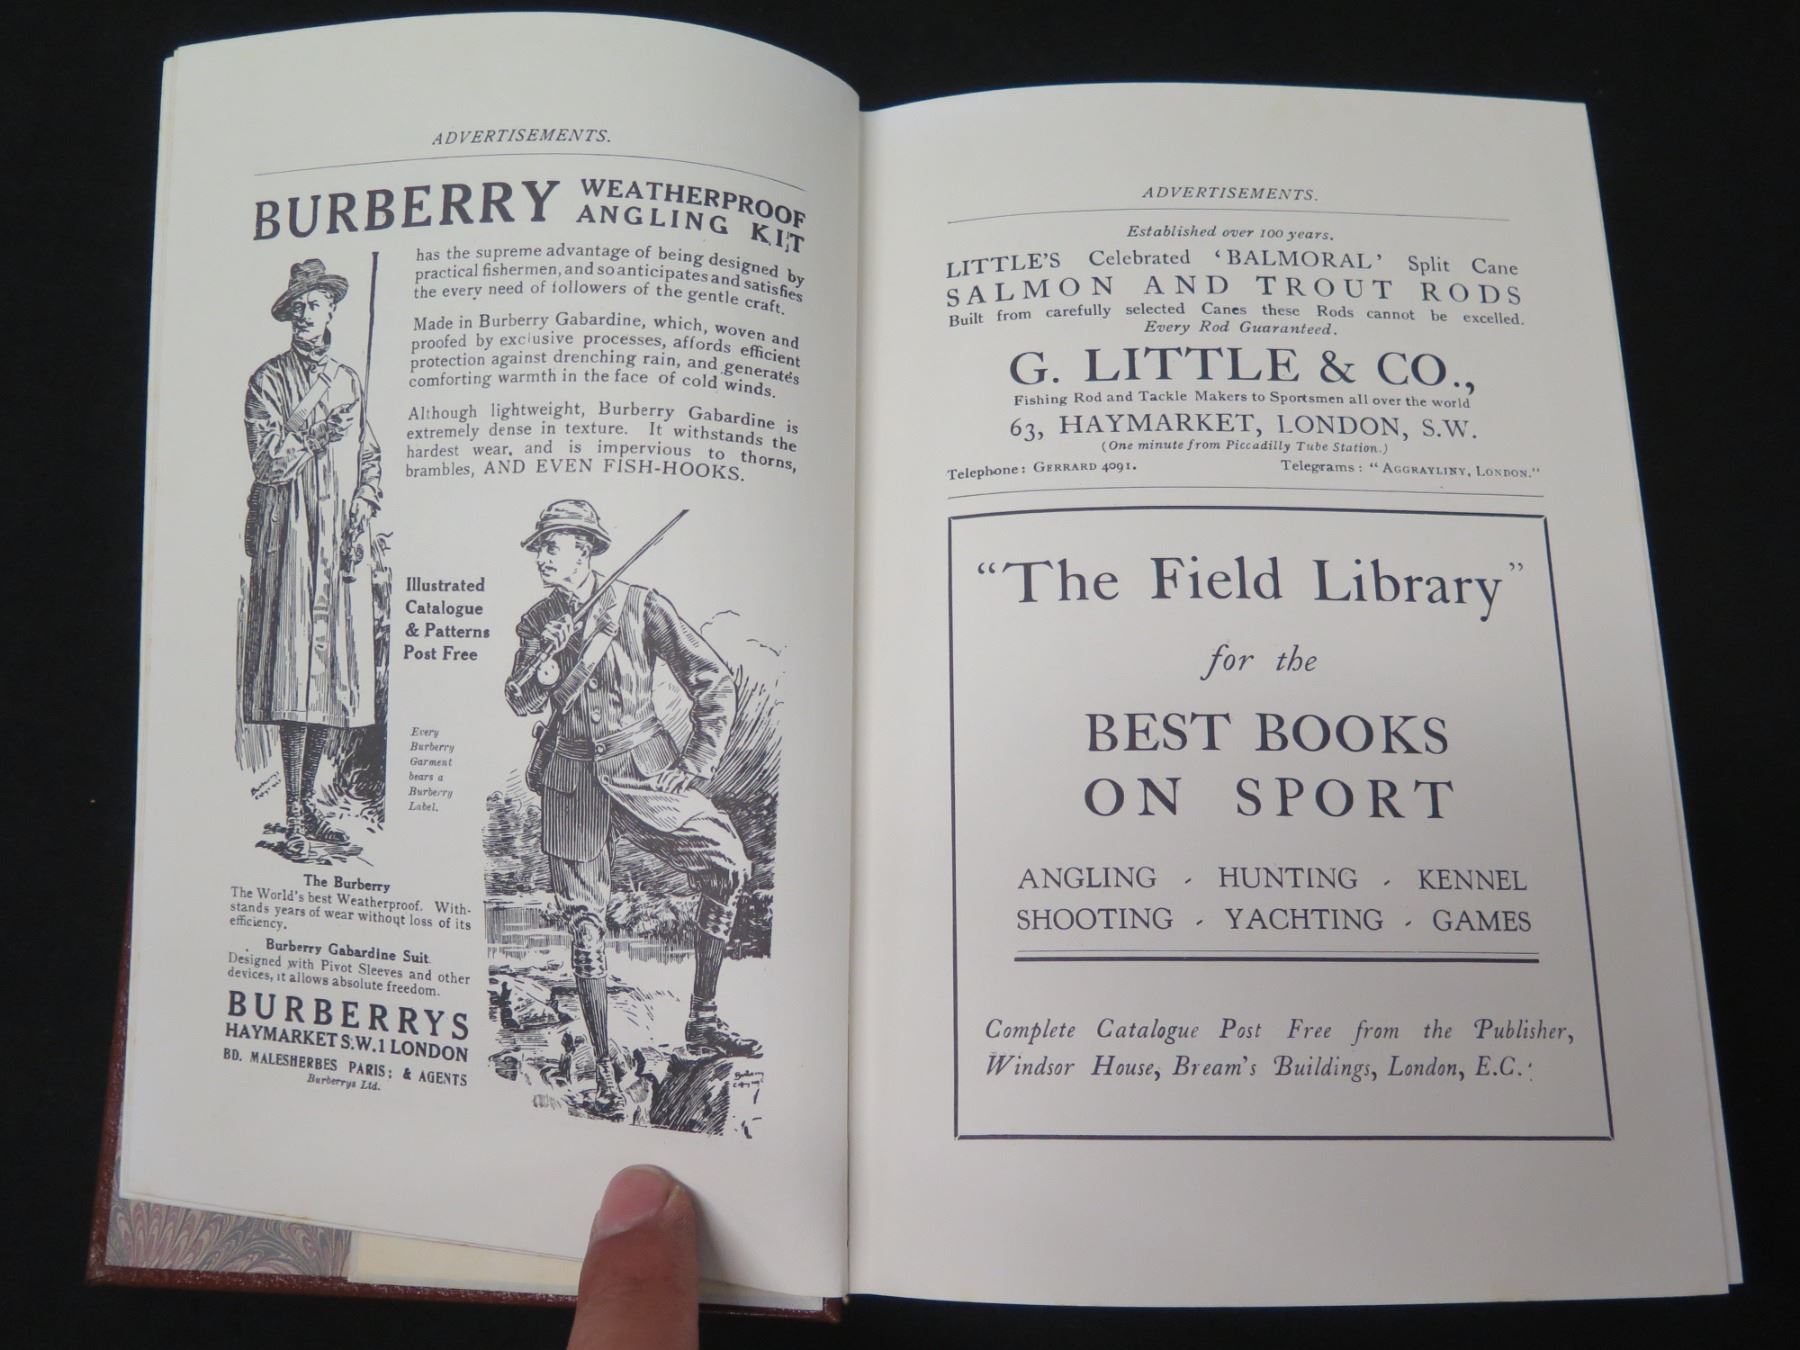 ADVERTISEMENTS.
BURBERRY WEATHERPROOF
ANGLING KIT
has the supreme advantage of being designed by
practical fishermen, and so anticipates and satisfies
the every need of followers of the gentle craft.
Made in Burberry Gabardine, which, woven and
proofed by exclusive processes, affords efficient
protection against drenching rain, and generates
comforting warmth in the face of cold winds.
Although lightweight, Burberry Gabardine is
extremely dense in texture. It withstands the
hardest wear, and is impervious to thorns,
brambles, AND EVEN FISH-HOOKS.
Illustrated
Catalogue
& Patterns
Post Free
Every
Burberry
Garment
bears a
Burberry
Label.
The Burberry
The World's best Weatherproof. With-
stands years of wear without loss of its
efficiency.
Burberry Gabardine Suit.
Designed with Pivot Sleeves and other
devices, it allows absolute freedom.
BURBERRYS
HAYMARKET S.W.1 LONDON
BD. MALESHERBES PARIS; & AGENTS
Burberrys Ltd.
ADVERTISEMENTS.
Established over 100 years.
LITTLE'S Celebrated 'BALMORAL' Split Cane
SALMON AND TROUT RODS
Built from carefully selected Canes these Rods cannot be excelled.
Every Rod Guaranteed.
G. LITTLE & CO.,
Fishing Rod and Tackle Makers to Sportsmen all over the world
63, HAYMARKET, LONDON, S.W.
(One minute from Piccadilly Tube Station.)
Telephone: GERRARD 4091. Telegrams: "AGGRAYLINY, LONDON."
"The Field Library"
for the
BEST BOOKS
ON SPORT
ANGLING - HUNTING - KENNEL
SHOOTING - YACHTING - GAMES
Complete Catalogue Post Free from the Publisher,
Windsor House, Bream's Buildings, London, E.C.: